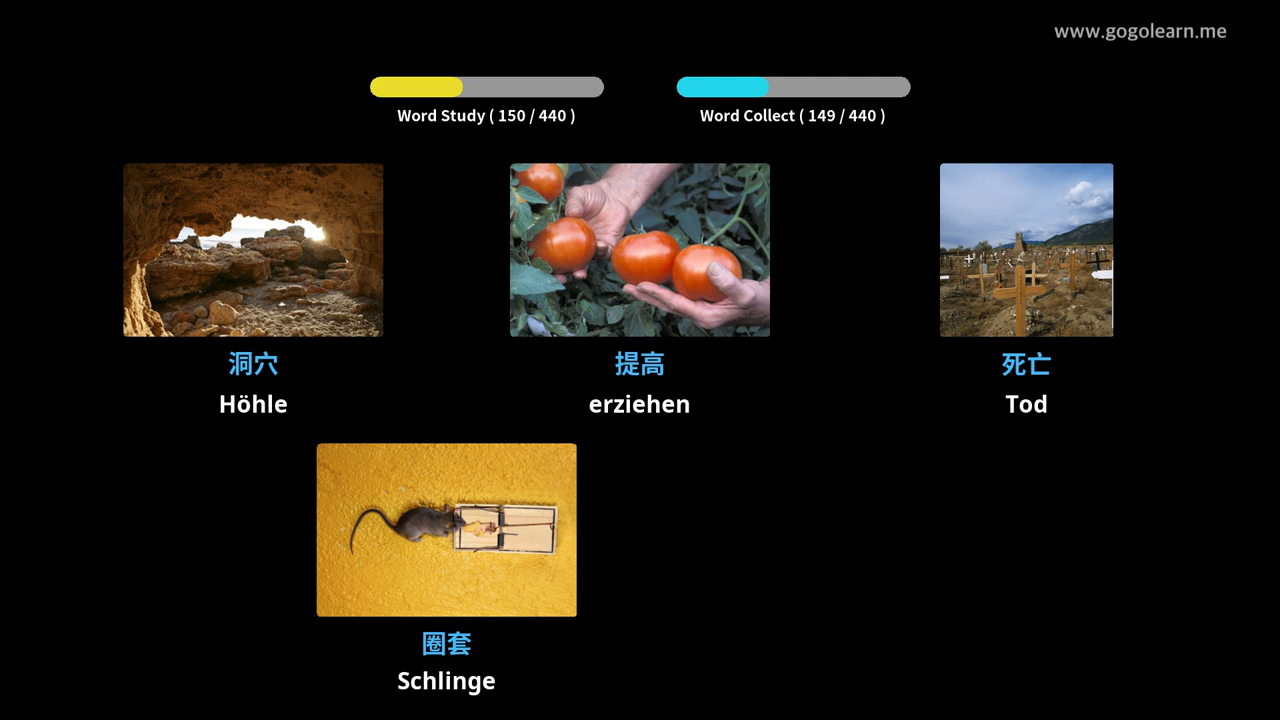 www.gogolearn.me
Word Study ( 150 / 440 )
Word Collect ( 149 / 440 )
洞穴
提高
死亡
Höhle
erziehen
Tod
圈套
Schlinge